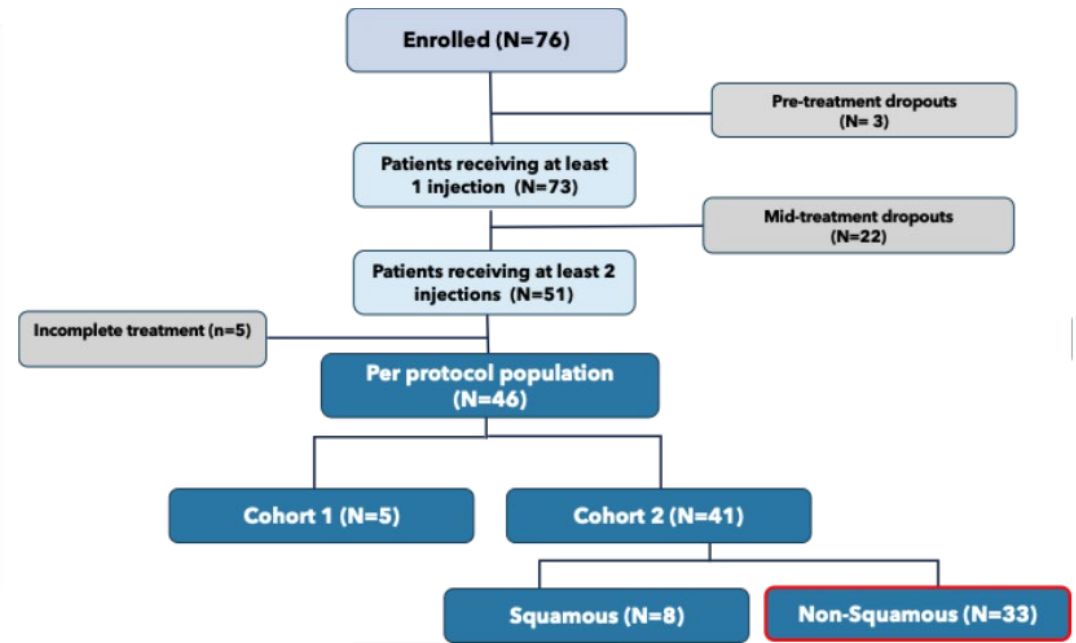 Enrolled (N=76)
Pre-treatment dropouts
(N= 3)
Patients receiving at least
1 injection (N=73)
Mid-treatment dropouts
(N=22)
Patients receiving at least 2
injections (N=51)
Incomplete treatment (n=5)
Per protocol population
(N=46)
Cohort 1 (N=5)
Cohort 2 (N=41)
Squamous (N=8)
Non-Squamous (N=33)